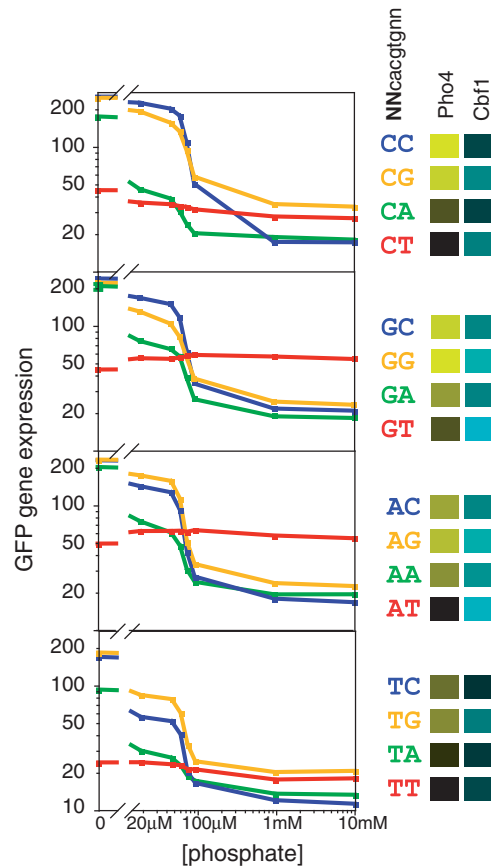 NNcacgtgnn
Pho4
Cbf1
GFP gene expression
200
100
50
20
CC
CG
CA
CT
200
100
50
20
GC
GG
GA
GT
200
100
50
20
AC
AG
AA
AT
200
100
50
20
10
TC
TG
TA
TT
0 20μM 100μM 1mM 10mM
[phosphate]